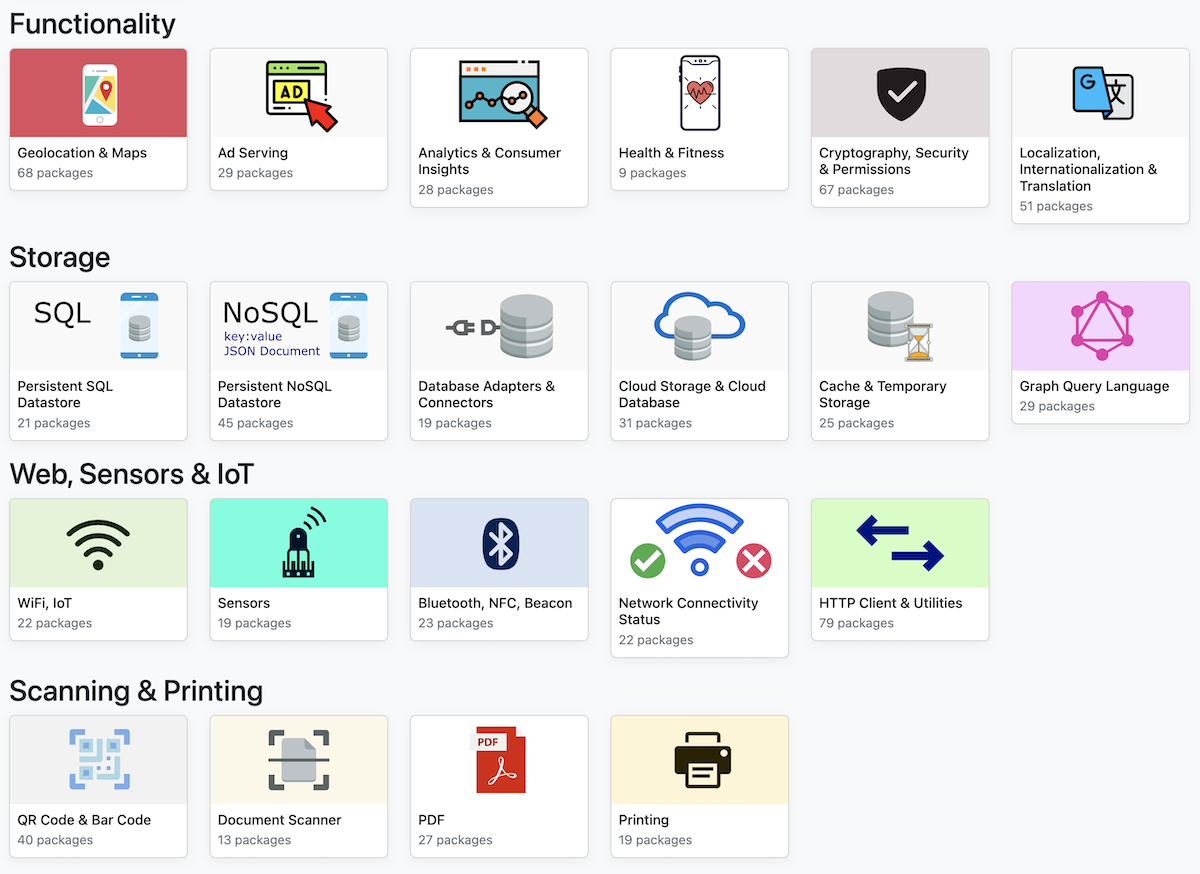 Functionality
AD
G 文
Geolocation & Maps
68 packages
Ad Serving
29 packages
Analytics & Consumer
Insights
28 packages
Health & Fitness
9 packages
Cryptography, Security
& Permissions
67 packages
Localization,
Internationalization &
Translation
51 packages
Storage
SQL
NoSQL
key:value
JSON Document
Persistent SQL
Datastore
21 packages
Persistent NoSQL
Datastore
45 packages
Database Adapters &
Connectors
19 packages
Cloud Storage & Cloud
Database
31 packages
Cache & Temporary
Storage
25 packages
Graph Query Language
29 packages
Web, Sensors & IoT
WiFi, IoT
22 packages
Sensors
19 packages
Bluetooth, NFC, Beacon
23 packages
Network Connectivity
Status
22 packages
HTTP Client & Utilities
79 packages
Scanning & Printing
PDF
QR Code & Bar Code
40 packages
Document Scanner
13 packages
PDF
27 packages
Printing
19 packages